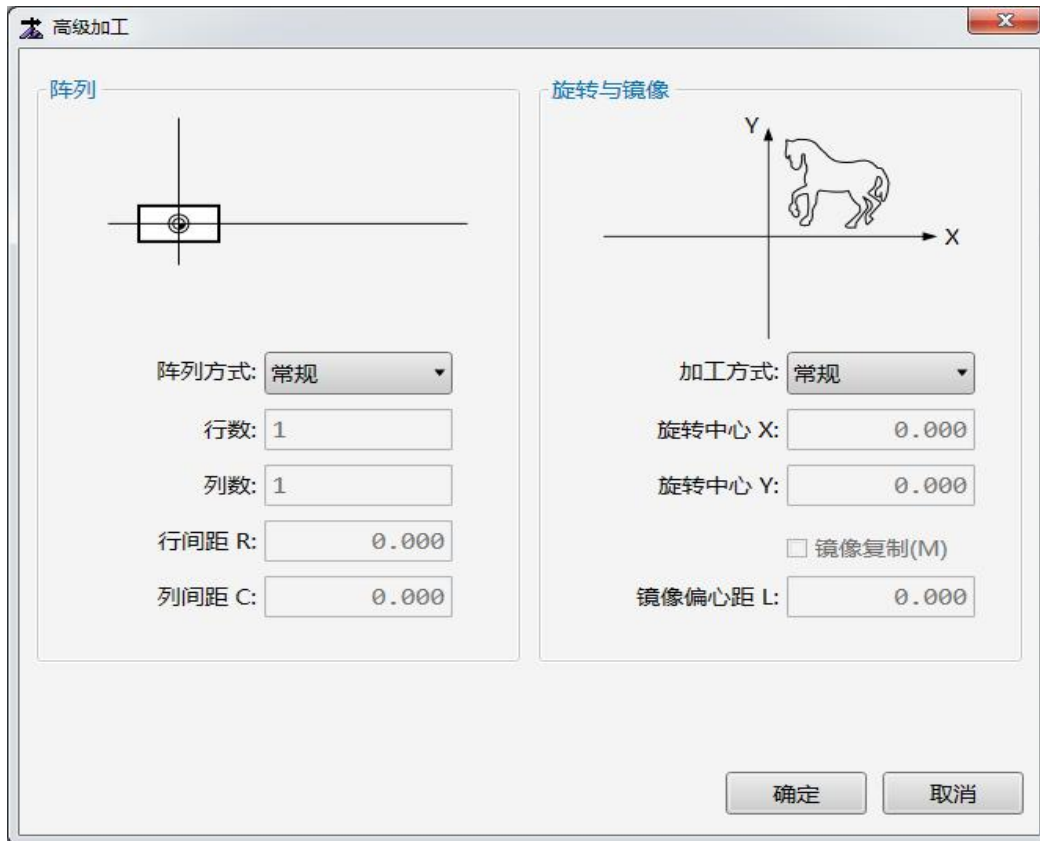 高级加工
阵列
阵列方式: 常规
行数: 1
列数: 1
行间距 R: 0.000
列间距 C: 0.000
旋转与镜像
Y
X
加工方式: 常规
旋转中心 X: 0.000
旋转中心 Y: 0.000
镜像复制(M)
镜像偏心距 L: 0.000
确定
取消